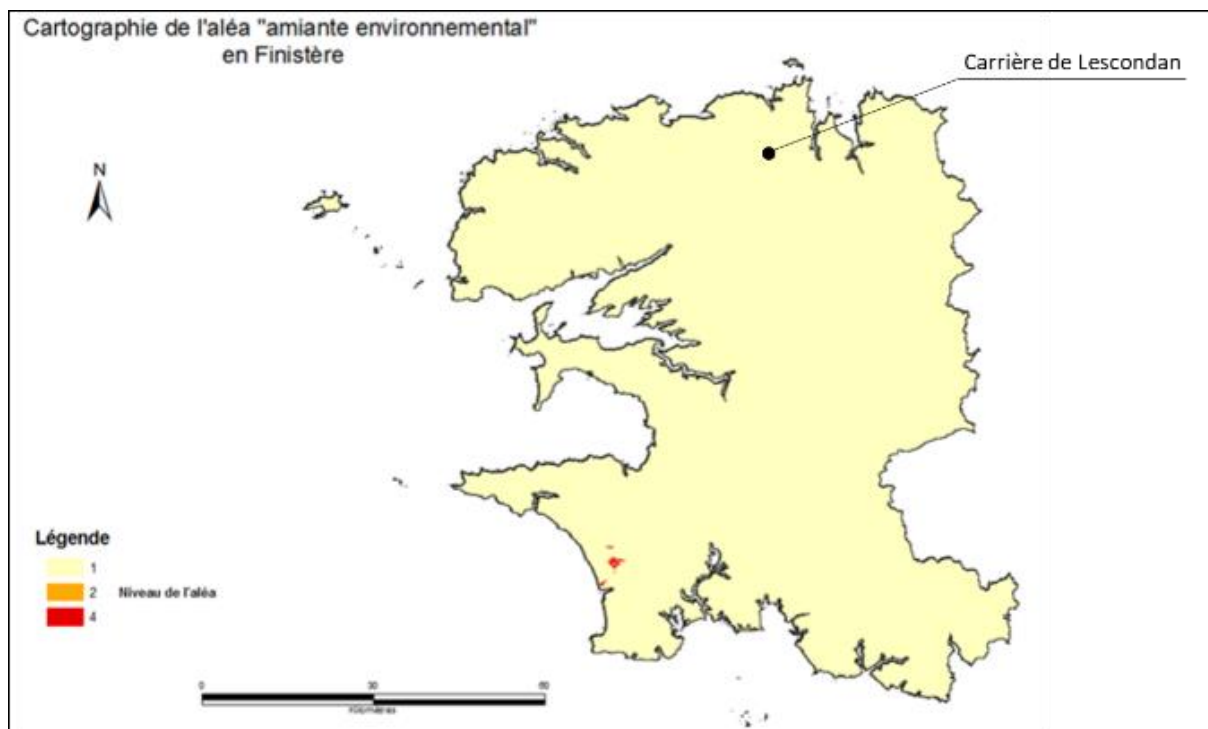 Cartographie de l'aléa "amiante environnemental"
en Finistère
Carrière de Lescondan
N
Légende
1
2 Niveau de l'aléa
4
0 30 60
kilomètres